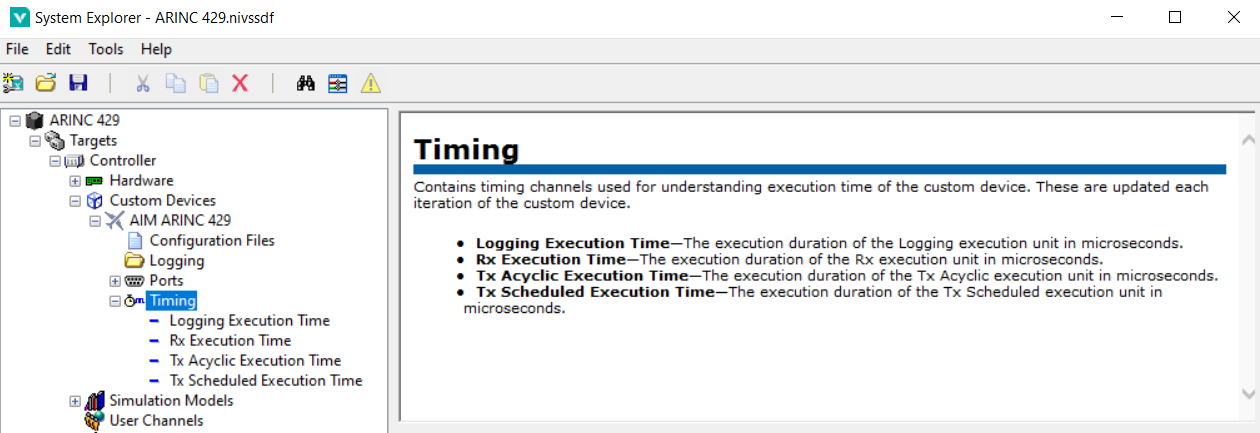 System Explorer - ARINC 429.nivssdf
File Edit Tools Help
ARINC 429
Targets
Controller
Hardware
Custom Devices
AIM ARINC 429
Configuration Files
Logging
Ports
Timing
Logging Execution Time
Rx Execution Time
Tx Acyclic Execution Time
Tx Scheduled Execution Time
Simulation Models
User Channels
Timing
Contains timing channels used for understanding execution time of the custom device. These are updated each
iteration of the custom device.
• Logging Execution Time—The execution duration of the Logging execution unit in microseconds.
• Rx Execution Time—The execution duration of the Rx execution unit in microseconds.
• Tx Acyclic Execution Time—The execution duration of the Tx Acyclic execution unit in microseconds.
• Tx Scheduled Execution Time—The execution duration of the Tx Scheduled execution unit in
microseconds.